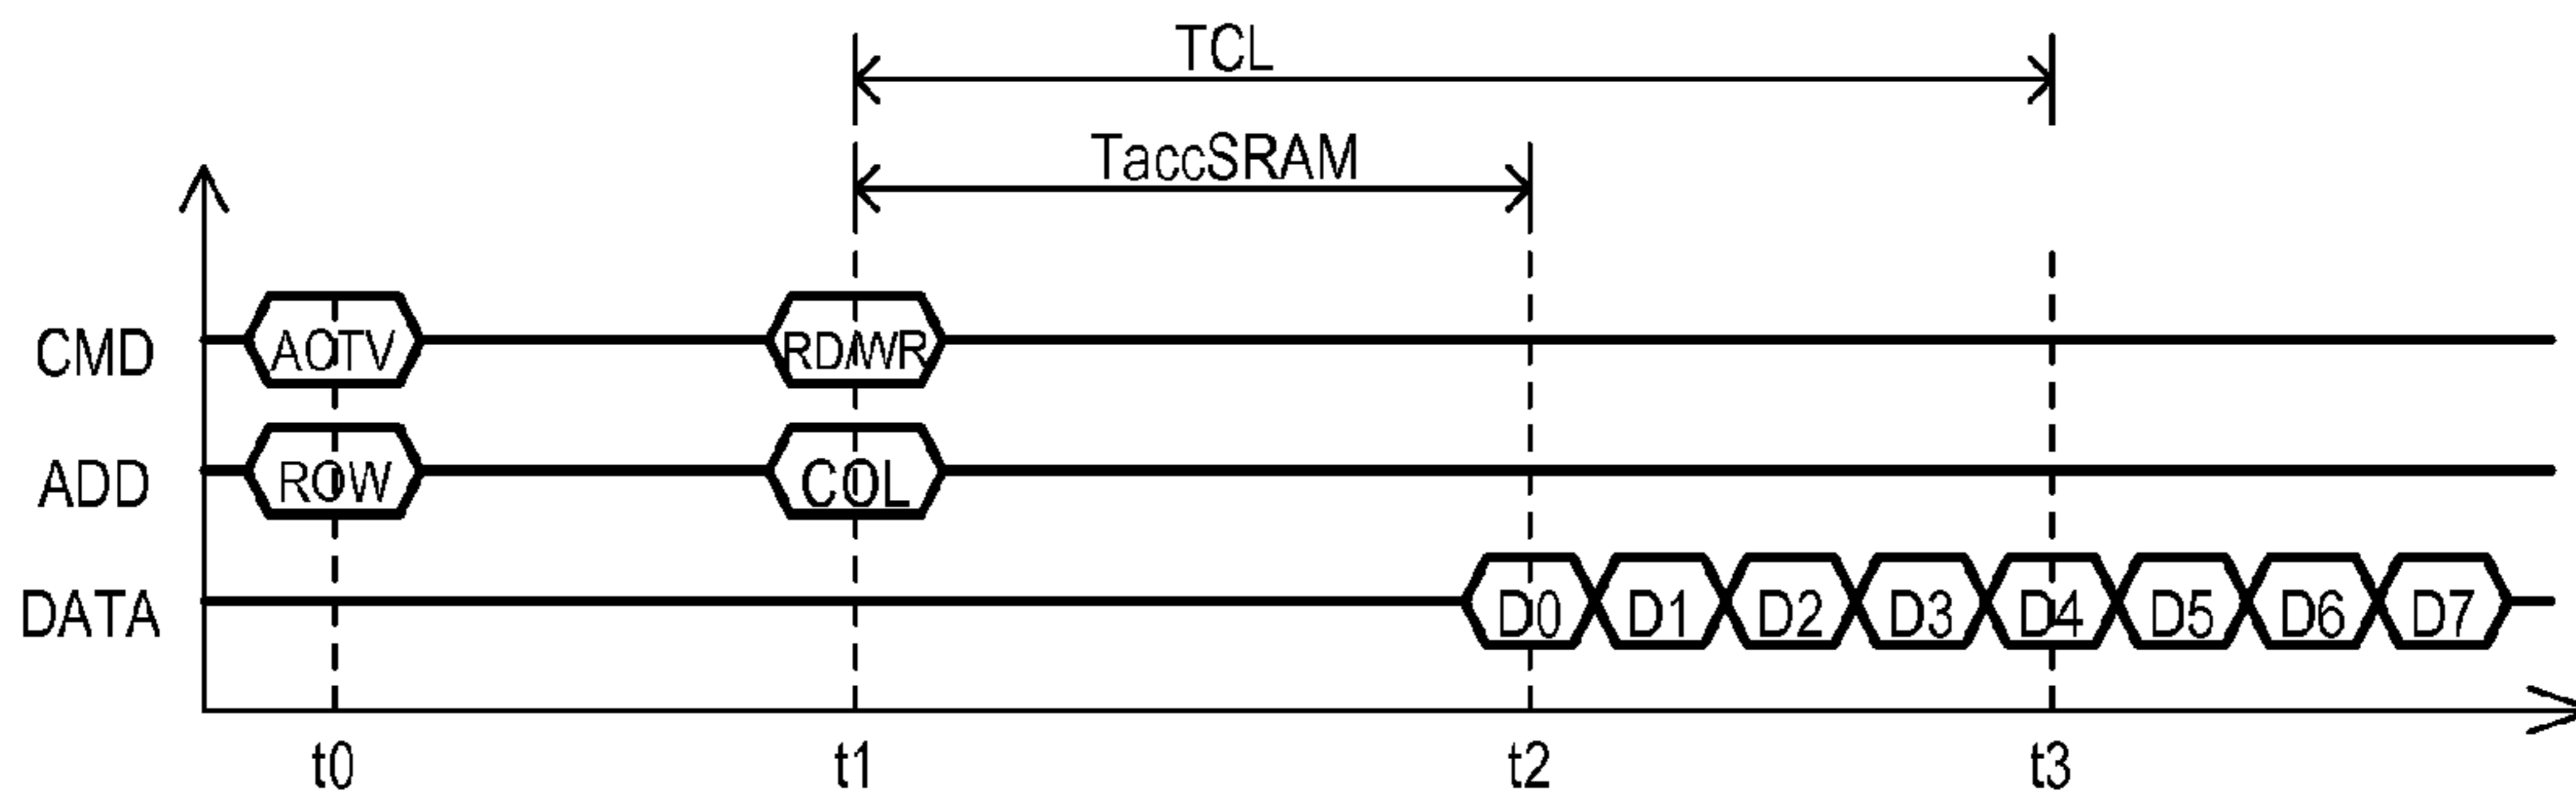 TCL
TaccSRAM
CMD ACTV RD/WR
ADD ROW COL
DATA D0 D1 D2 D3 D4 D5 D6 D7
t0 t1 t2 t3